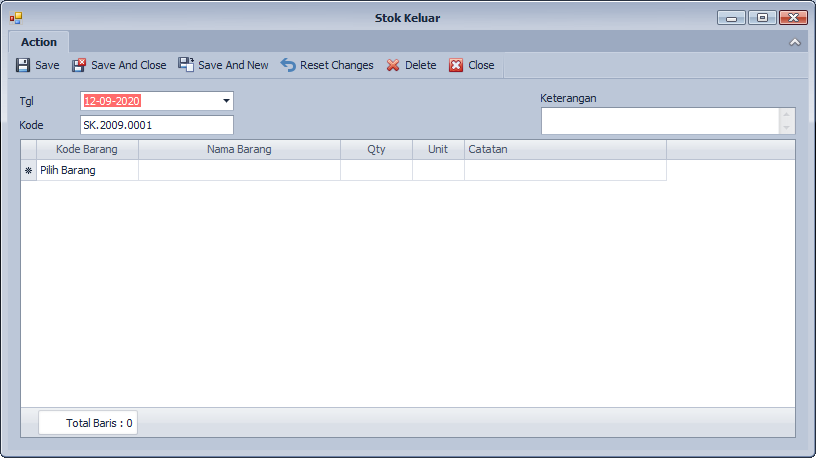 Stok Keluar
Action
Save Save And Close Save And New Reset Changes Delete Close
Tgl 12-09-2020 Keterangan
Kode SK.2009.0001
Kode Barang Nama Barang Qty Unit Catatan
Pilih Barang
Total Baris : 0